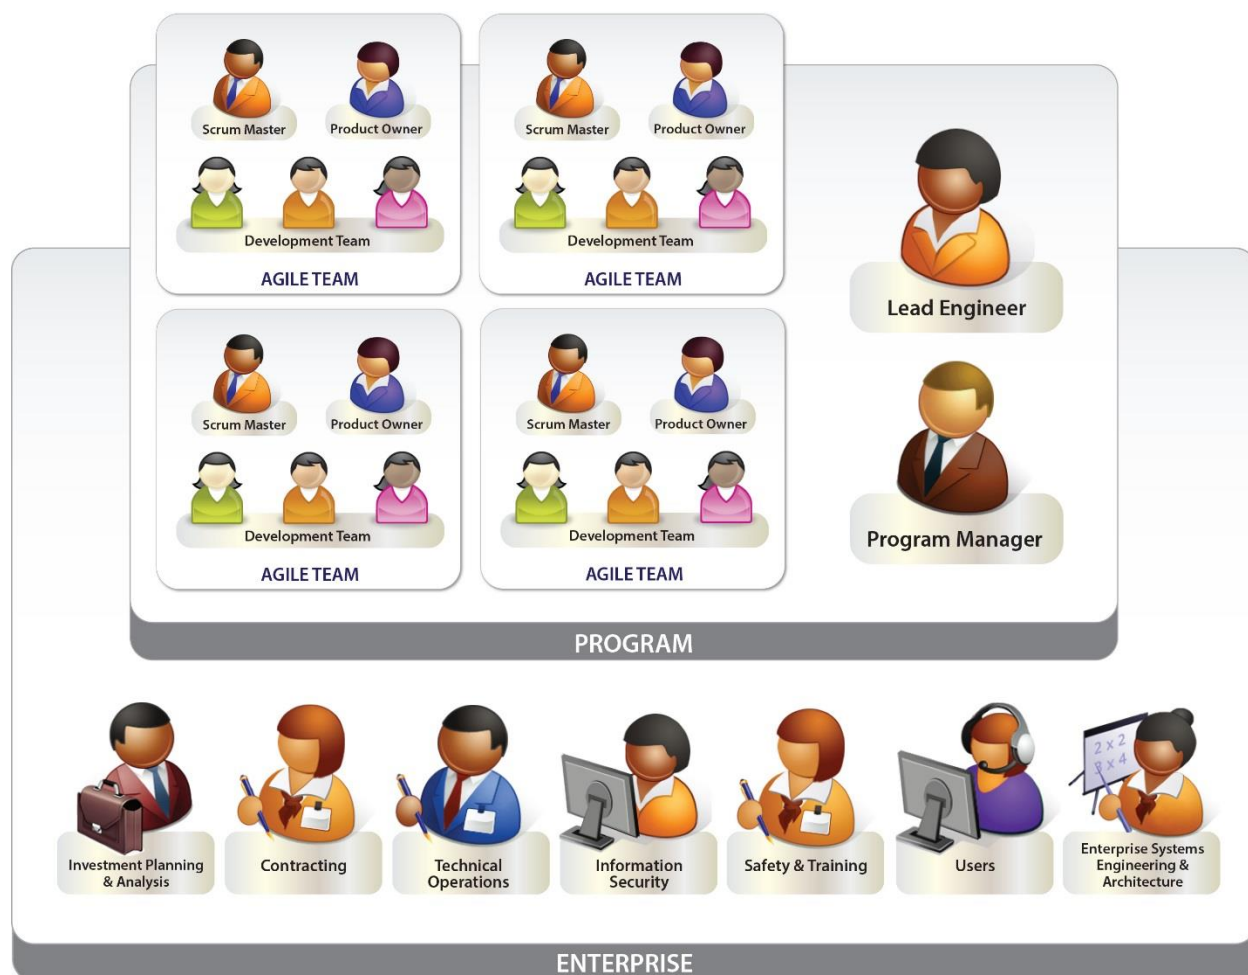 Scrum Master
Product Owner
Development Team
AGILE TEAM
Scrum Master
Product Owner
Development Team
AGILE TEAM
Scrum Master
Product Owner
Development Team
AGILE TEAM
Scrum Master
Product Owner
Development Team
AGILE TEAM
Lead Engineer
Program Manager
PROGRAM
Investment Planning
& Analysis
Contracting
Technical
Operations
Information
Security
Safety & Training
Users
2 x 2
3 x 4
Enterprise Systems
Engineering &
Architecture
ENTERPRISE